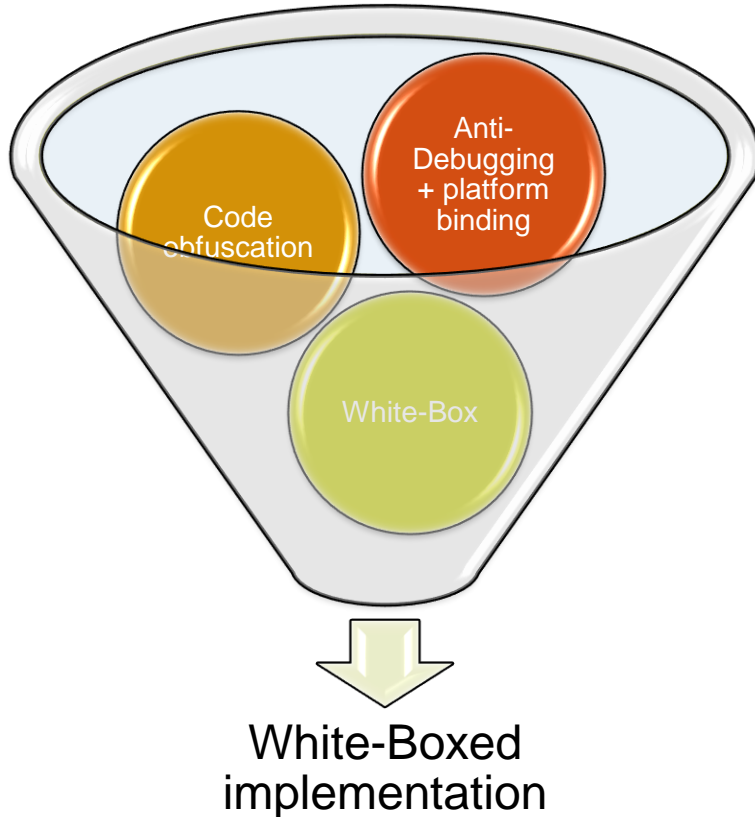 Anti-
Debugging
+ platform
binding
Code
obfuscation
White-Box
White-Boxed
implementation